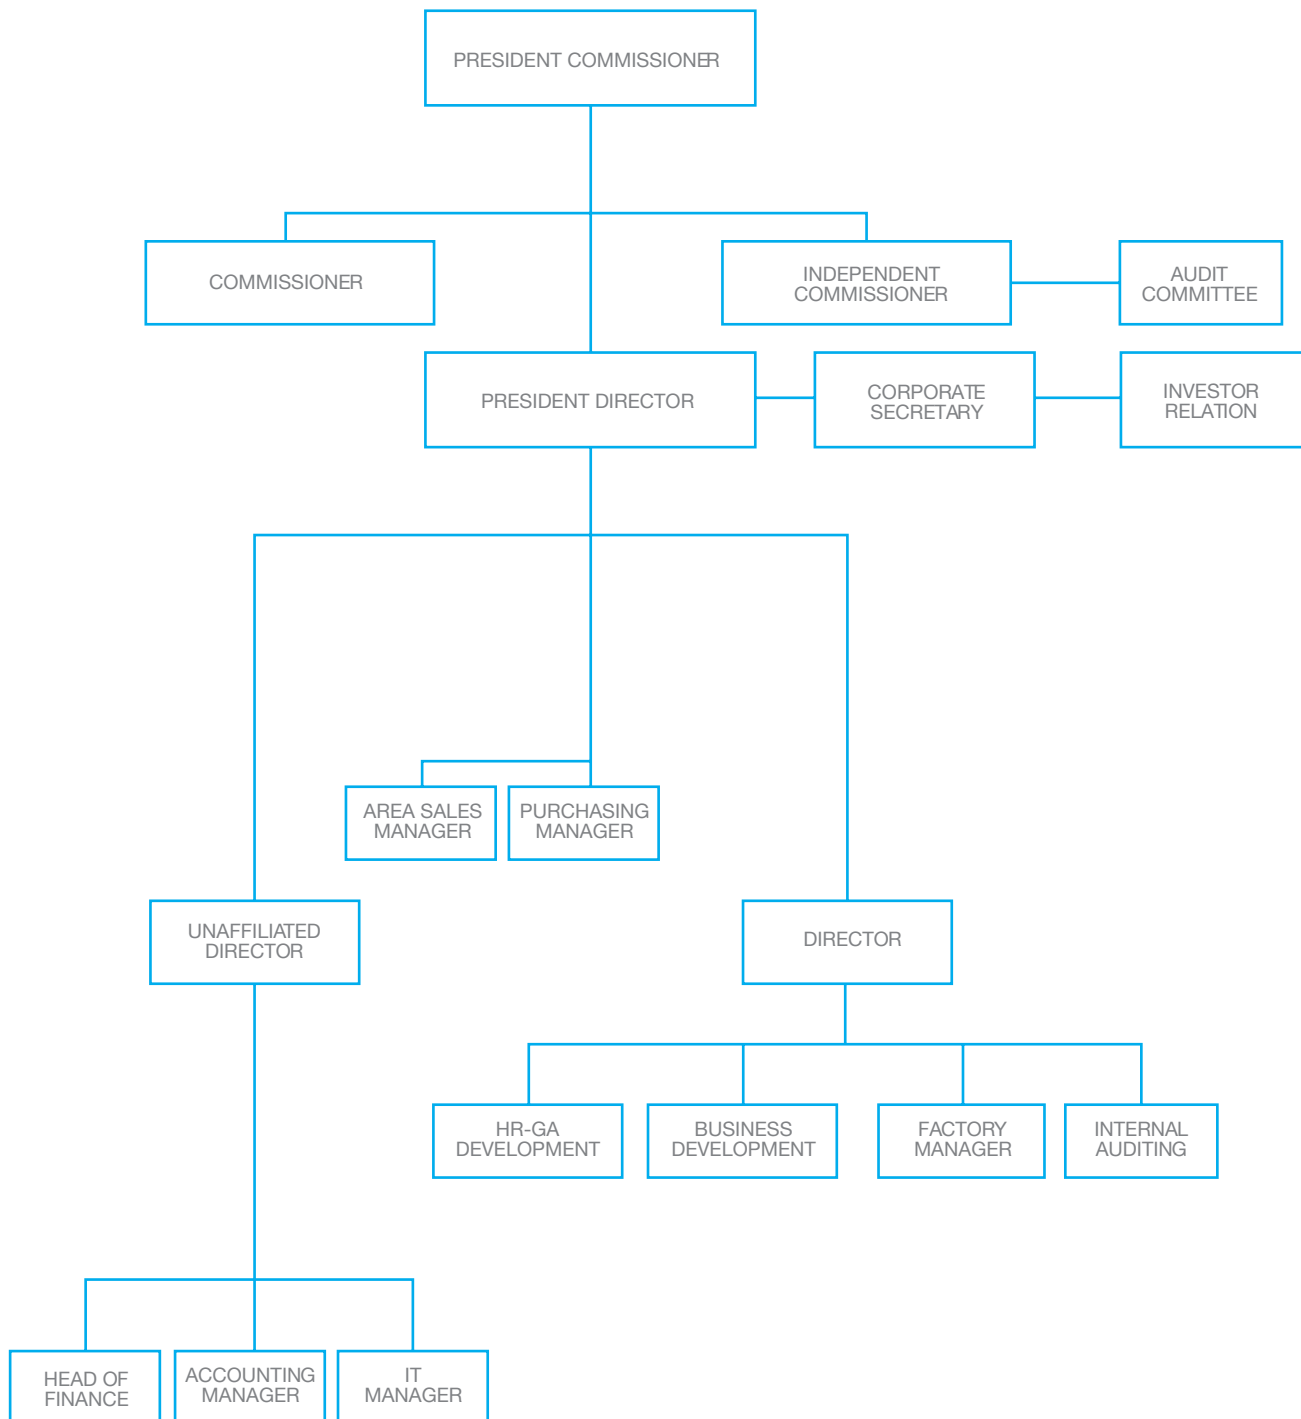 PRESIDENT COMMISSIONER
COMMISSIONER
INDEPENDENT
COMMISSIONER
AUDIT
COMMITTEE
PRESIDENT DIRECTOR
CORPORATE
SECRETARY
INVESTOR
RELATION
AREA SALES
MANAGER
PURCHASING
MANAGER
UNAFFILIATED
DIRECTOR
DIRECTOR
HR-GA
DEVELOPMENT
BUSINESS
DEVELOPMENT
FACTORY
MANAGER
INTERNAL
AUDITING
HEAD OF
FINANCE
ACCOUNTING
MANAGER
IT
MANAGER